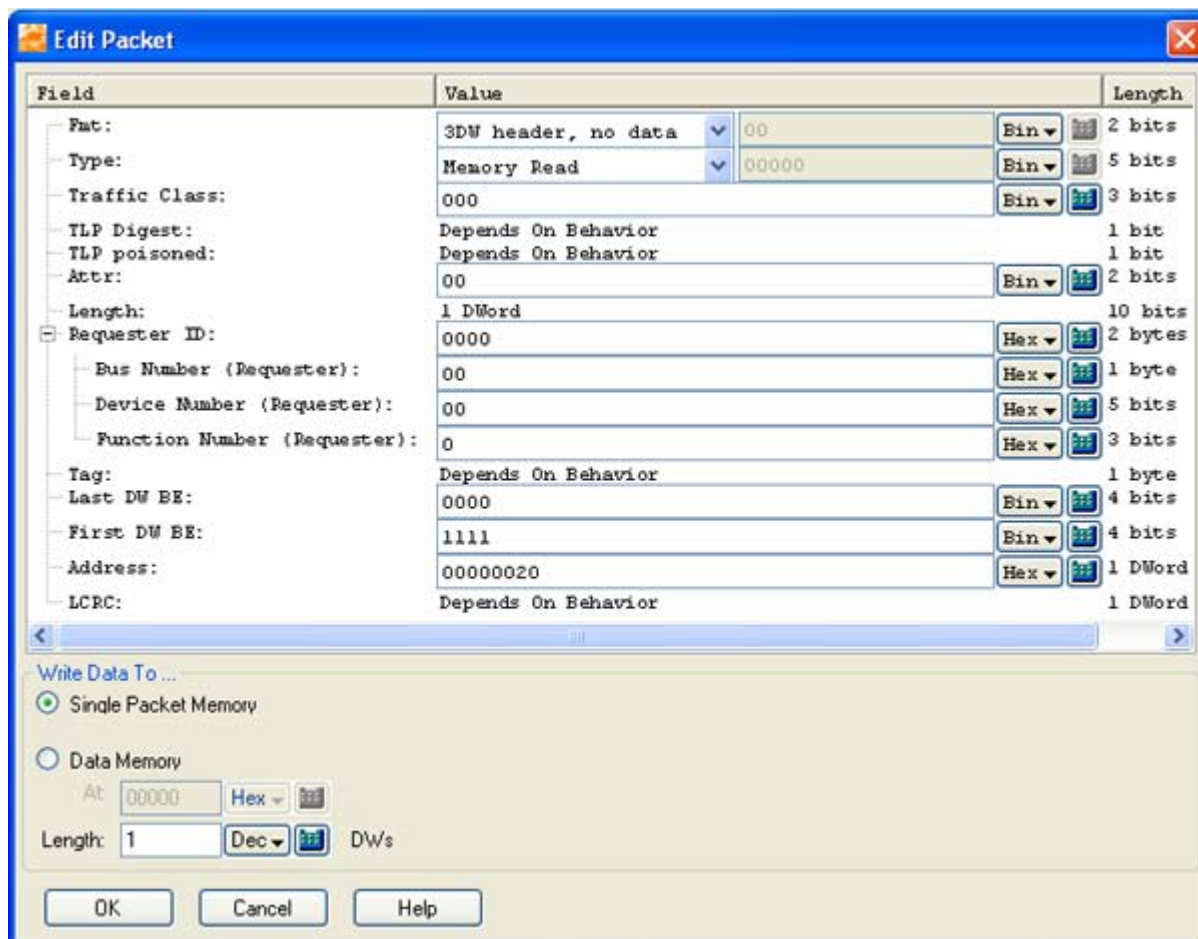 Edit Packet
Field Value Length
Fmt: 3DW header, no data 00 Bin 2 bits
Type: Memory Read 00000 Bin 5 bits
Traffic Class: 000 Bin 3 bits
TLP Digest: Depends On Behavior 1 bit
TLP poisoned: Depends On Behavior 1 bit
Attr: 00 Bin 2 bits
Length: 1 DWord 10 bits
Requester ID: 0000 Hex 2 bytes
Bus Number (Requester): 00 Hex 1 byte
Device Number (Requester): 00 Hex 5 bits
Function Number (Requester): 0 Hex 3 bits
Tag: Depends On Behavior 1 byte
Last DW BE: 0000 Bin 4 bits
First DW BE: 1111 Bin 4 bits
Address: 00000020 Hex 1 DWord
LCRC: Depends On Behavior 1 DWord
Write Data To ...
Single Packet Memory
Data Memory
At 00000 Hex
Length: 1 Dec DWs
OK Cancel Help